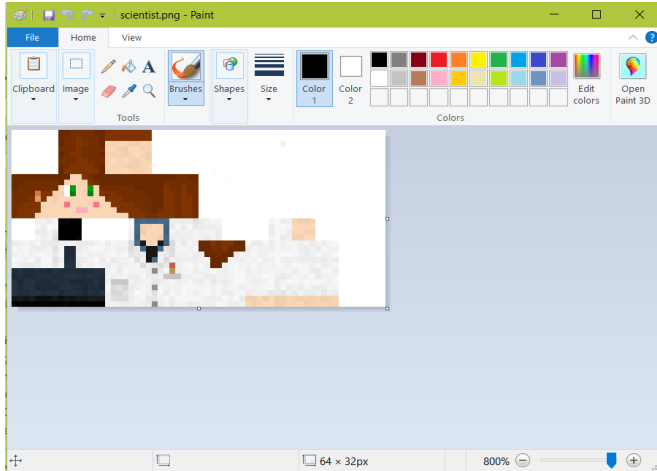 scientist.png - Paint
File Home View
Clipboard Image Brushes Shapes Size Color 1 Color 2 Edit colors Open Paint 3D
A
Tools Colors
64 × 32px 800%